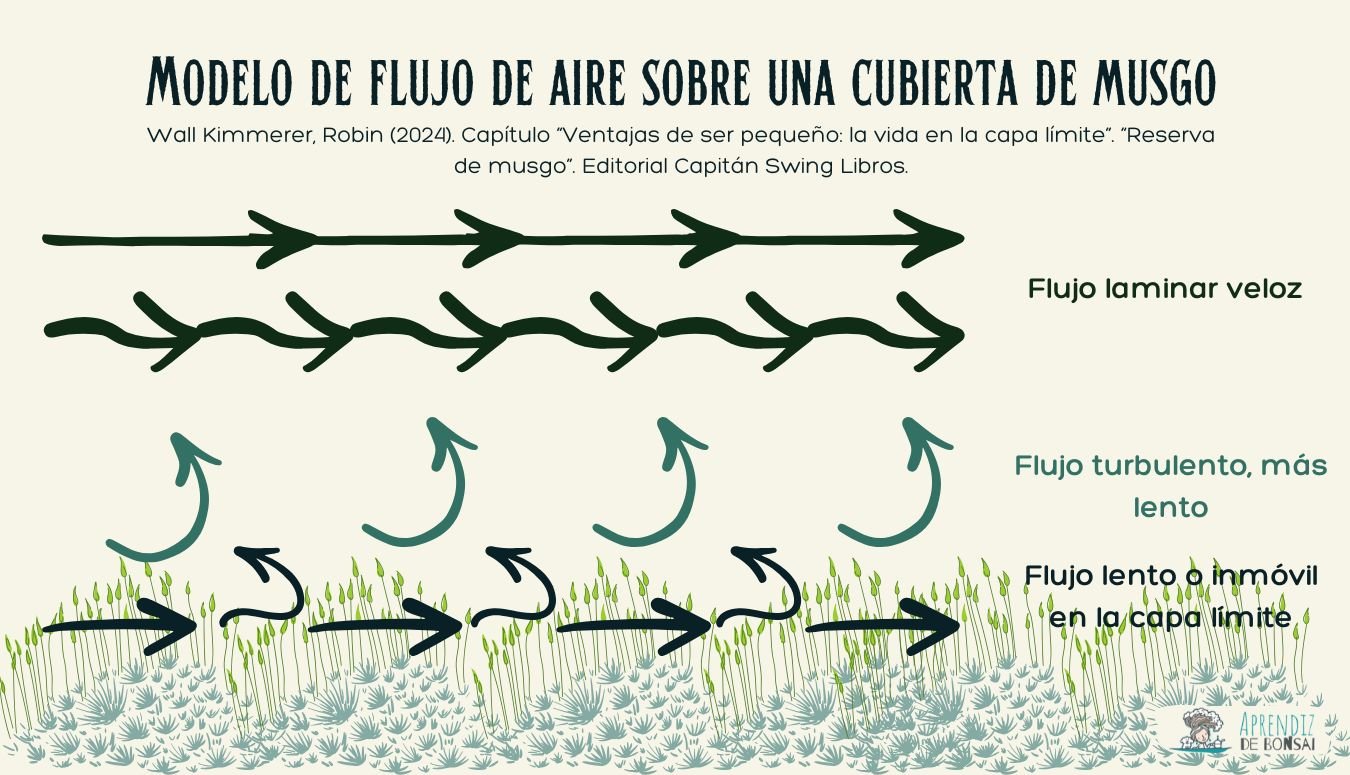 Modelo de flujo de aire sobre una cubierta de musgo
Wall Kimmerer, Robin (2024). Capítulo "Ventajas de ser pequeño: la vida en la capa límite". "Reserva
de musgo". Editorial Capitán Swing Libros.
Flujo laminar veloz
Flujo turbulento, más
lento
Flujo lento o inmóvil
en la capa límite
APRENDIZ
DE BONSAI